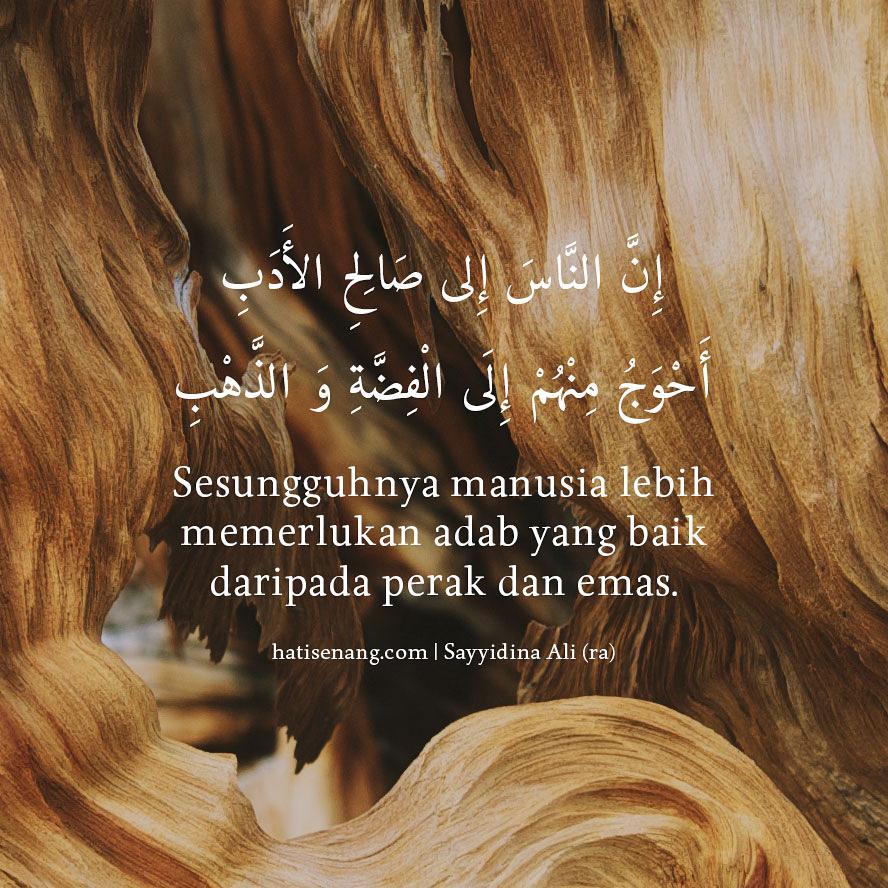 إِنَّ النَّاسَ إِلى صَالِحِ الأَدَبِ
أَحْوَجُ مِنْهُمْ إِلَى الْفِضَّةِ وَ الذَّهْبِ
Sesungguhnya manusia lebih
memerlukan adab yang baik
daripada perak dan emas.
hatisenang.com | Sayyidina Ali (ra)